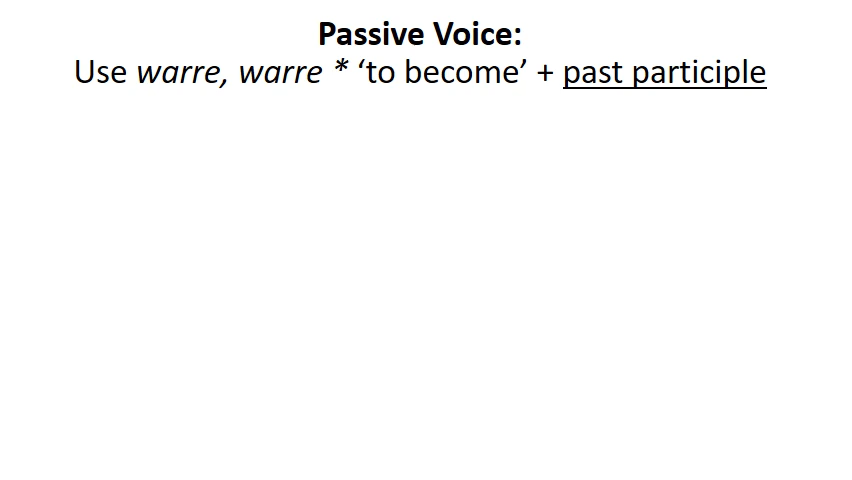 Passive Voice:
Use warre, warre * ‘to become’ + past participle